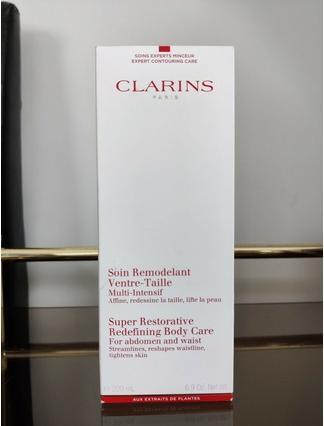 SOINS EXPERTS MINCEUR
EXPERT CONTOURING CARE
CLARINS
PARIS
Soin Remodelant
Ventre-Taille
Multi-Intensif
Affine, redessine la taille, lifte la peau
Super Restorative
Redefining Body Care
For abdomen and waist
Streamlines, reshapes waistline,
tightens skin
200 mL 6.9 Oz. Net Wt.
AUX EXTRAITS DE PLANTES